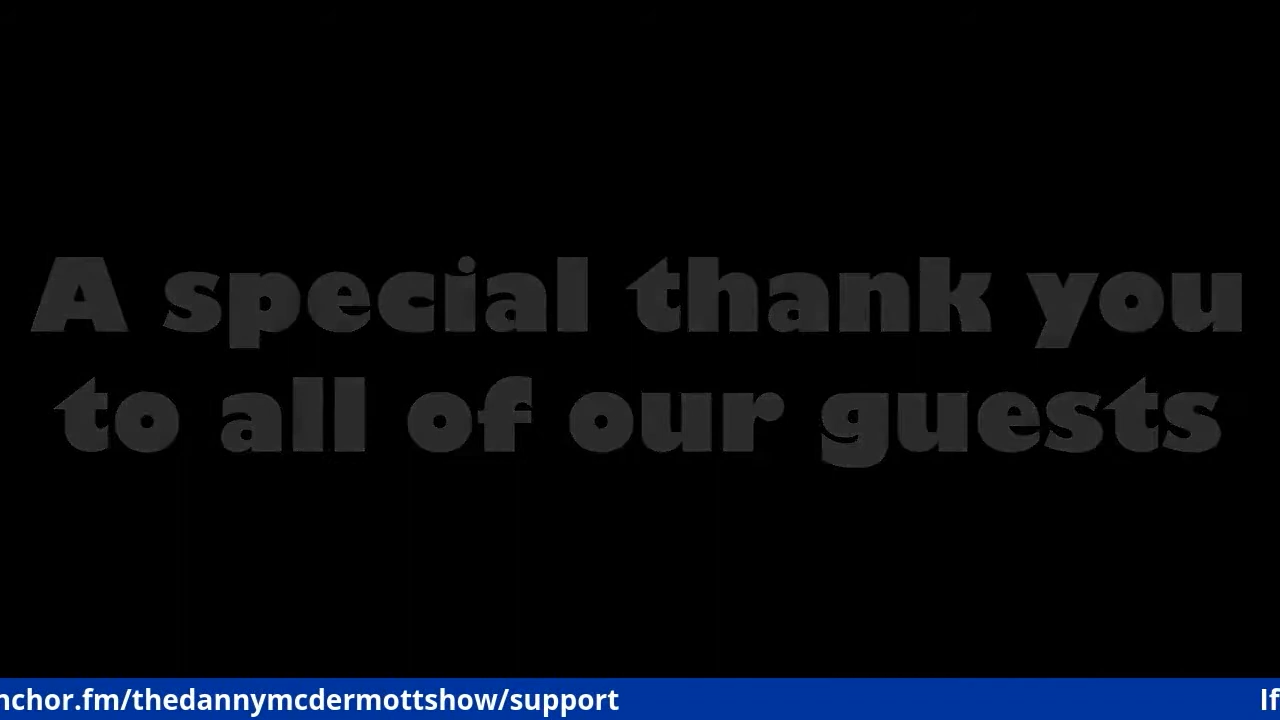 A special thank you
to all of our guests
nchor.fm/thedannymcdermottshow/support If